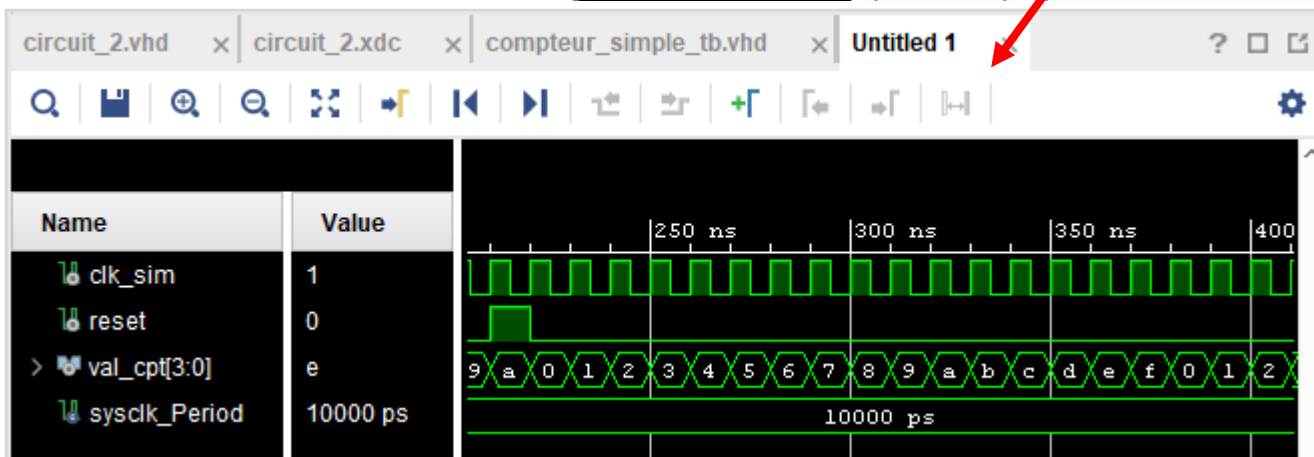 circuit_2.vhd × circuit_2.xdc × compteur_simple_tb.vhd × Untitled 1 × ?
Name Value 250 ns 300 ns 350 ns 400
clk_sim 1
reset 0
> val_cpt[3:0] e 9 a 0 1 2 3 4 5 6 7 8 9 a b c d e f 0 1 2
sysclk_Period 10000 ps 10000 ps